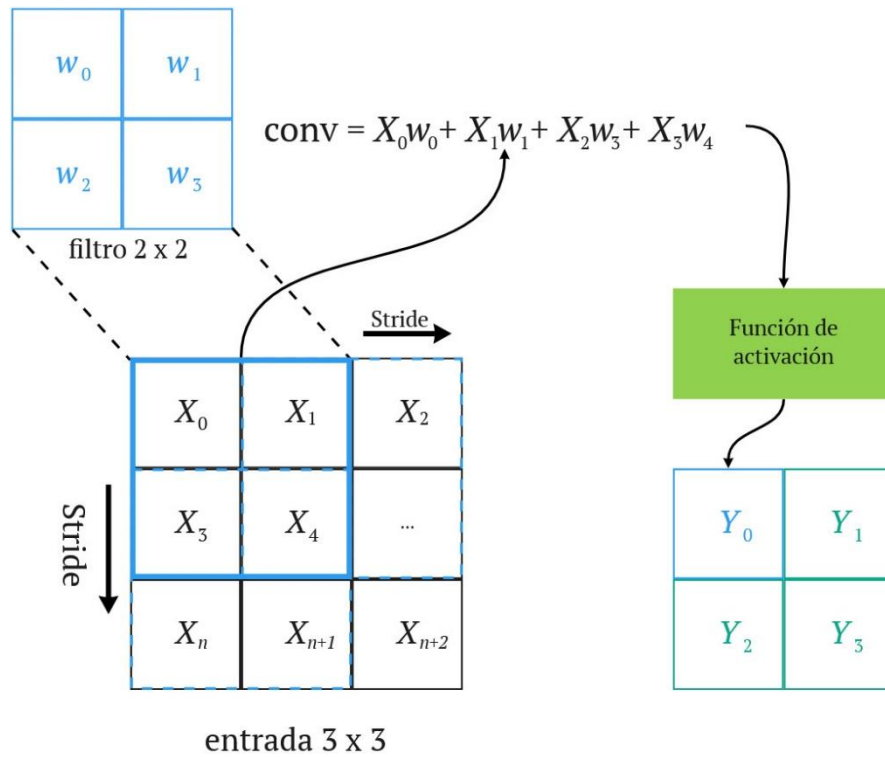 w₀ w₁
w₂ w₃
filtro 2 x 2
conv = X₀w₀+ X₁w₁+ X₂w₃+ X₃w₄
Stride
Función de
activación
X₀ X₁ X₂
Stride
X₃ X₄ ...
Xₙ Xₙ₊₁ Xₙ₊₂
Y₀ Y₁
Y₂ Y₃
entrada 3 x 3